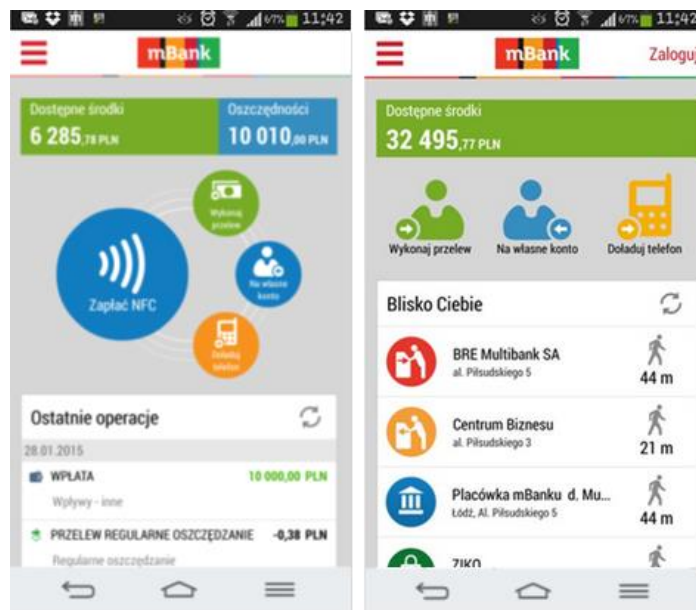 67% 11:42
mBank
Dostępne środki
6 285,78 PLN
Oszczędności
10 010,00 PLN
Wykonaj
przelew
Zapłać NFC
Na własne
konto
Doładuj
telefon
Ostatnie operacje
28.01.2015
WPŁATA 10 000,00 PLN
Wpływy - inne
PRZELEW REGULARNE OSZCZĘDZANIE -0,38 PLN
Regularne oszczędzanie
67% 11:42
mBank
Zaloguj
Dostępne środki
32 495,77 PLN
Wykonaj przelew
Na własne konto
Doładuj telefon
Blisko Ciebie
BRE Multibank SA
al. Piłsudskiego 5
44 m
Centrum Biznesu
al. Piłsudskiego 3
21 m
Placówka mBanku d. Mu...
Łódź, Al. Piłsudskiego 5
44 m
ZIKO